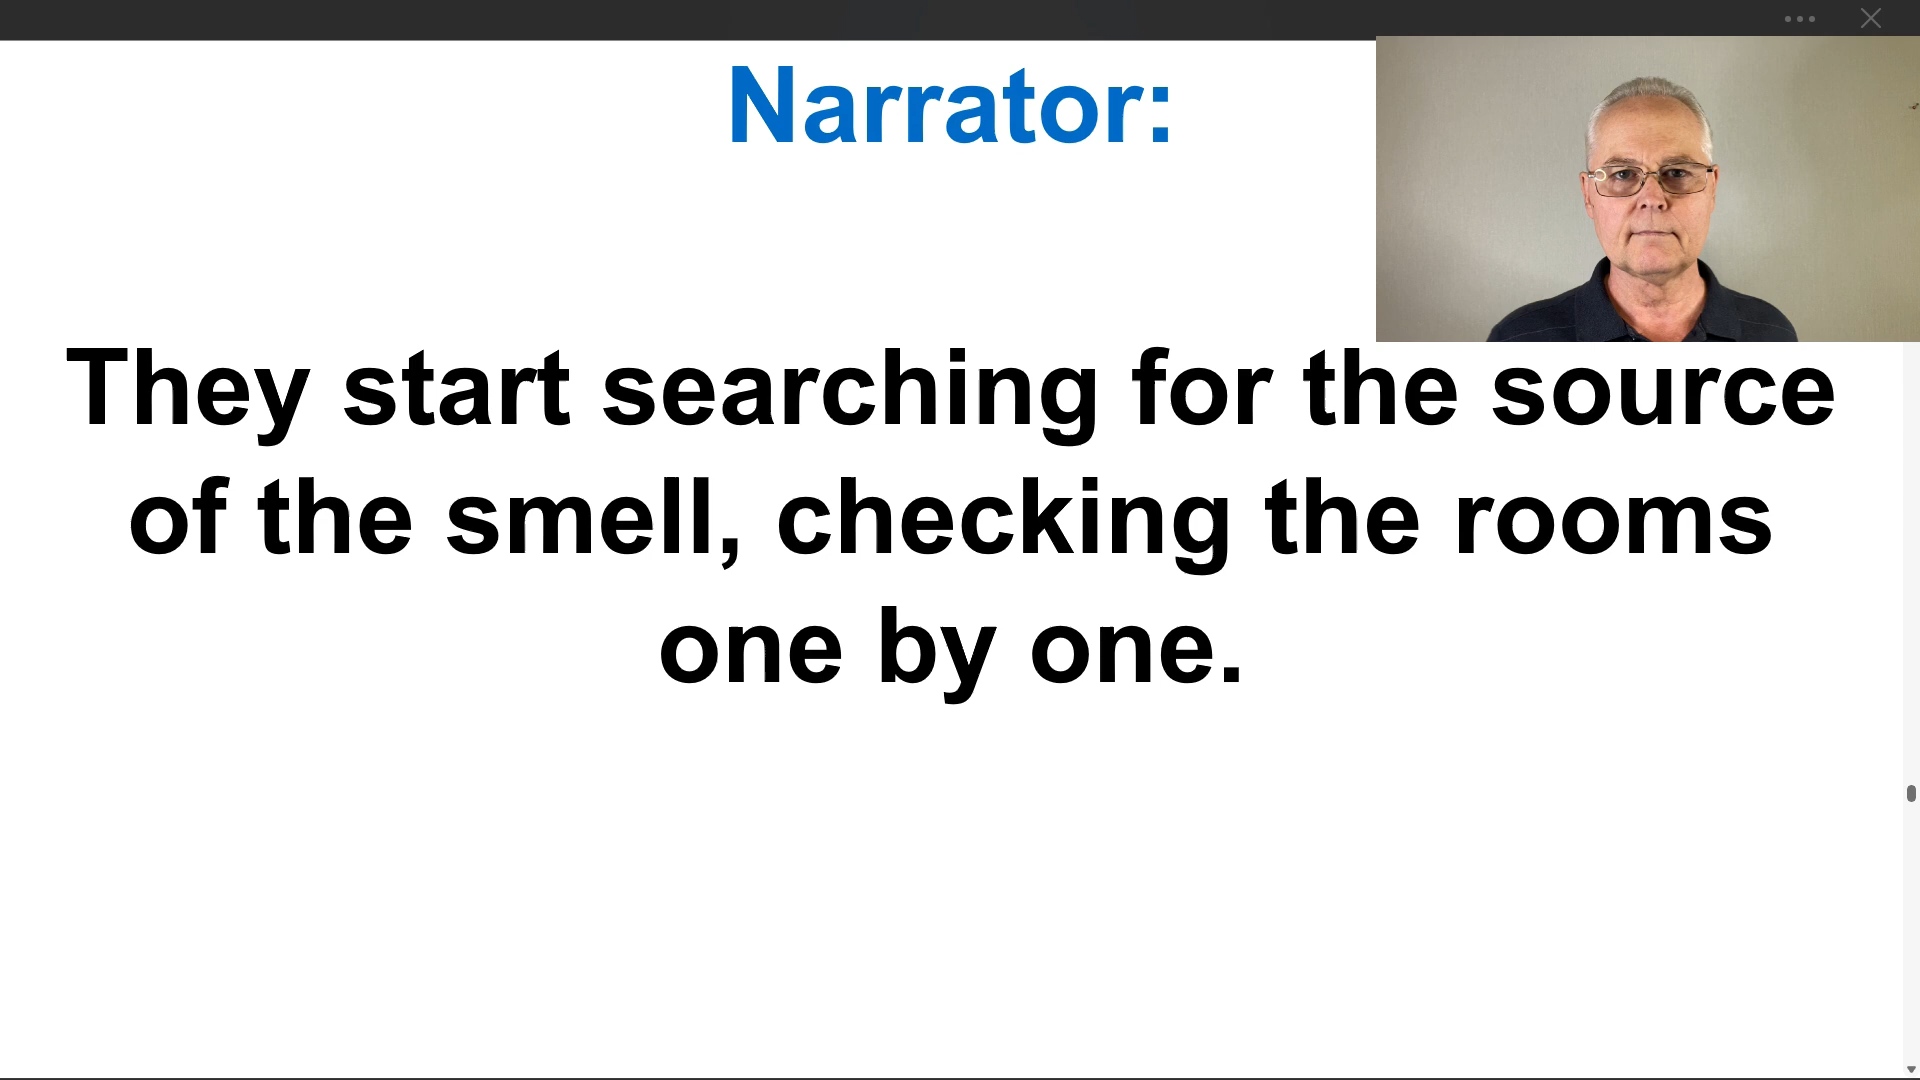 Narrator:
They start searching for the source
of the smell, checking the rooms
one by one.